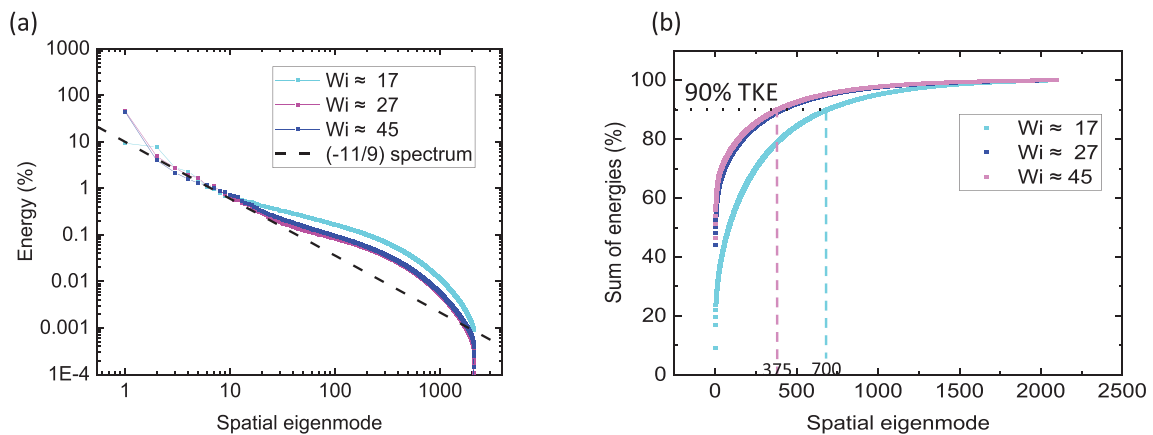 (a)
1000
100
10
1
0.1
0.01
0.001
1E-4
Energy (%)
Wi ≈ 17
Wi ≈ 27
Wi ≈ 45
(-11/9) spectrum
1
10
100
1000
Spatial eigenmode
(b)
100
80
60
40
20
0
Sum of energies (%)
90% TKE
Wi ≈ 17
Wi ≈ 27
Wi ≈ 45
375
700
0
500
1000
1500
2000
2500
Spatial eigenmode